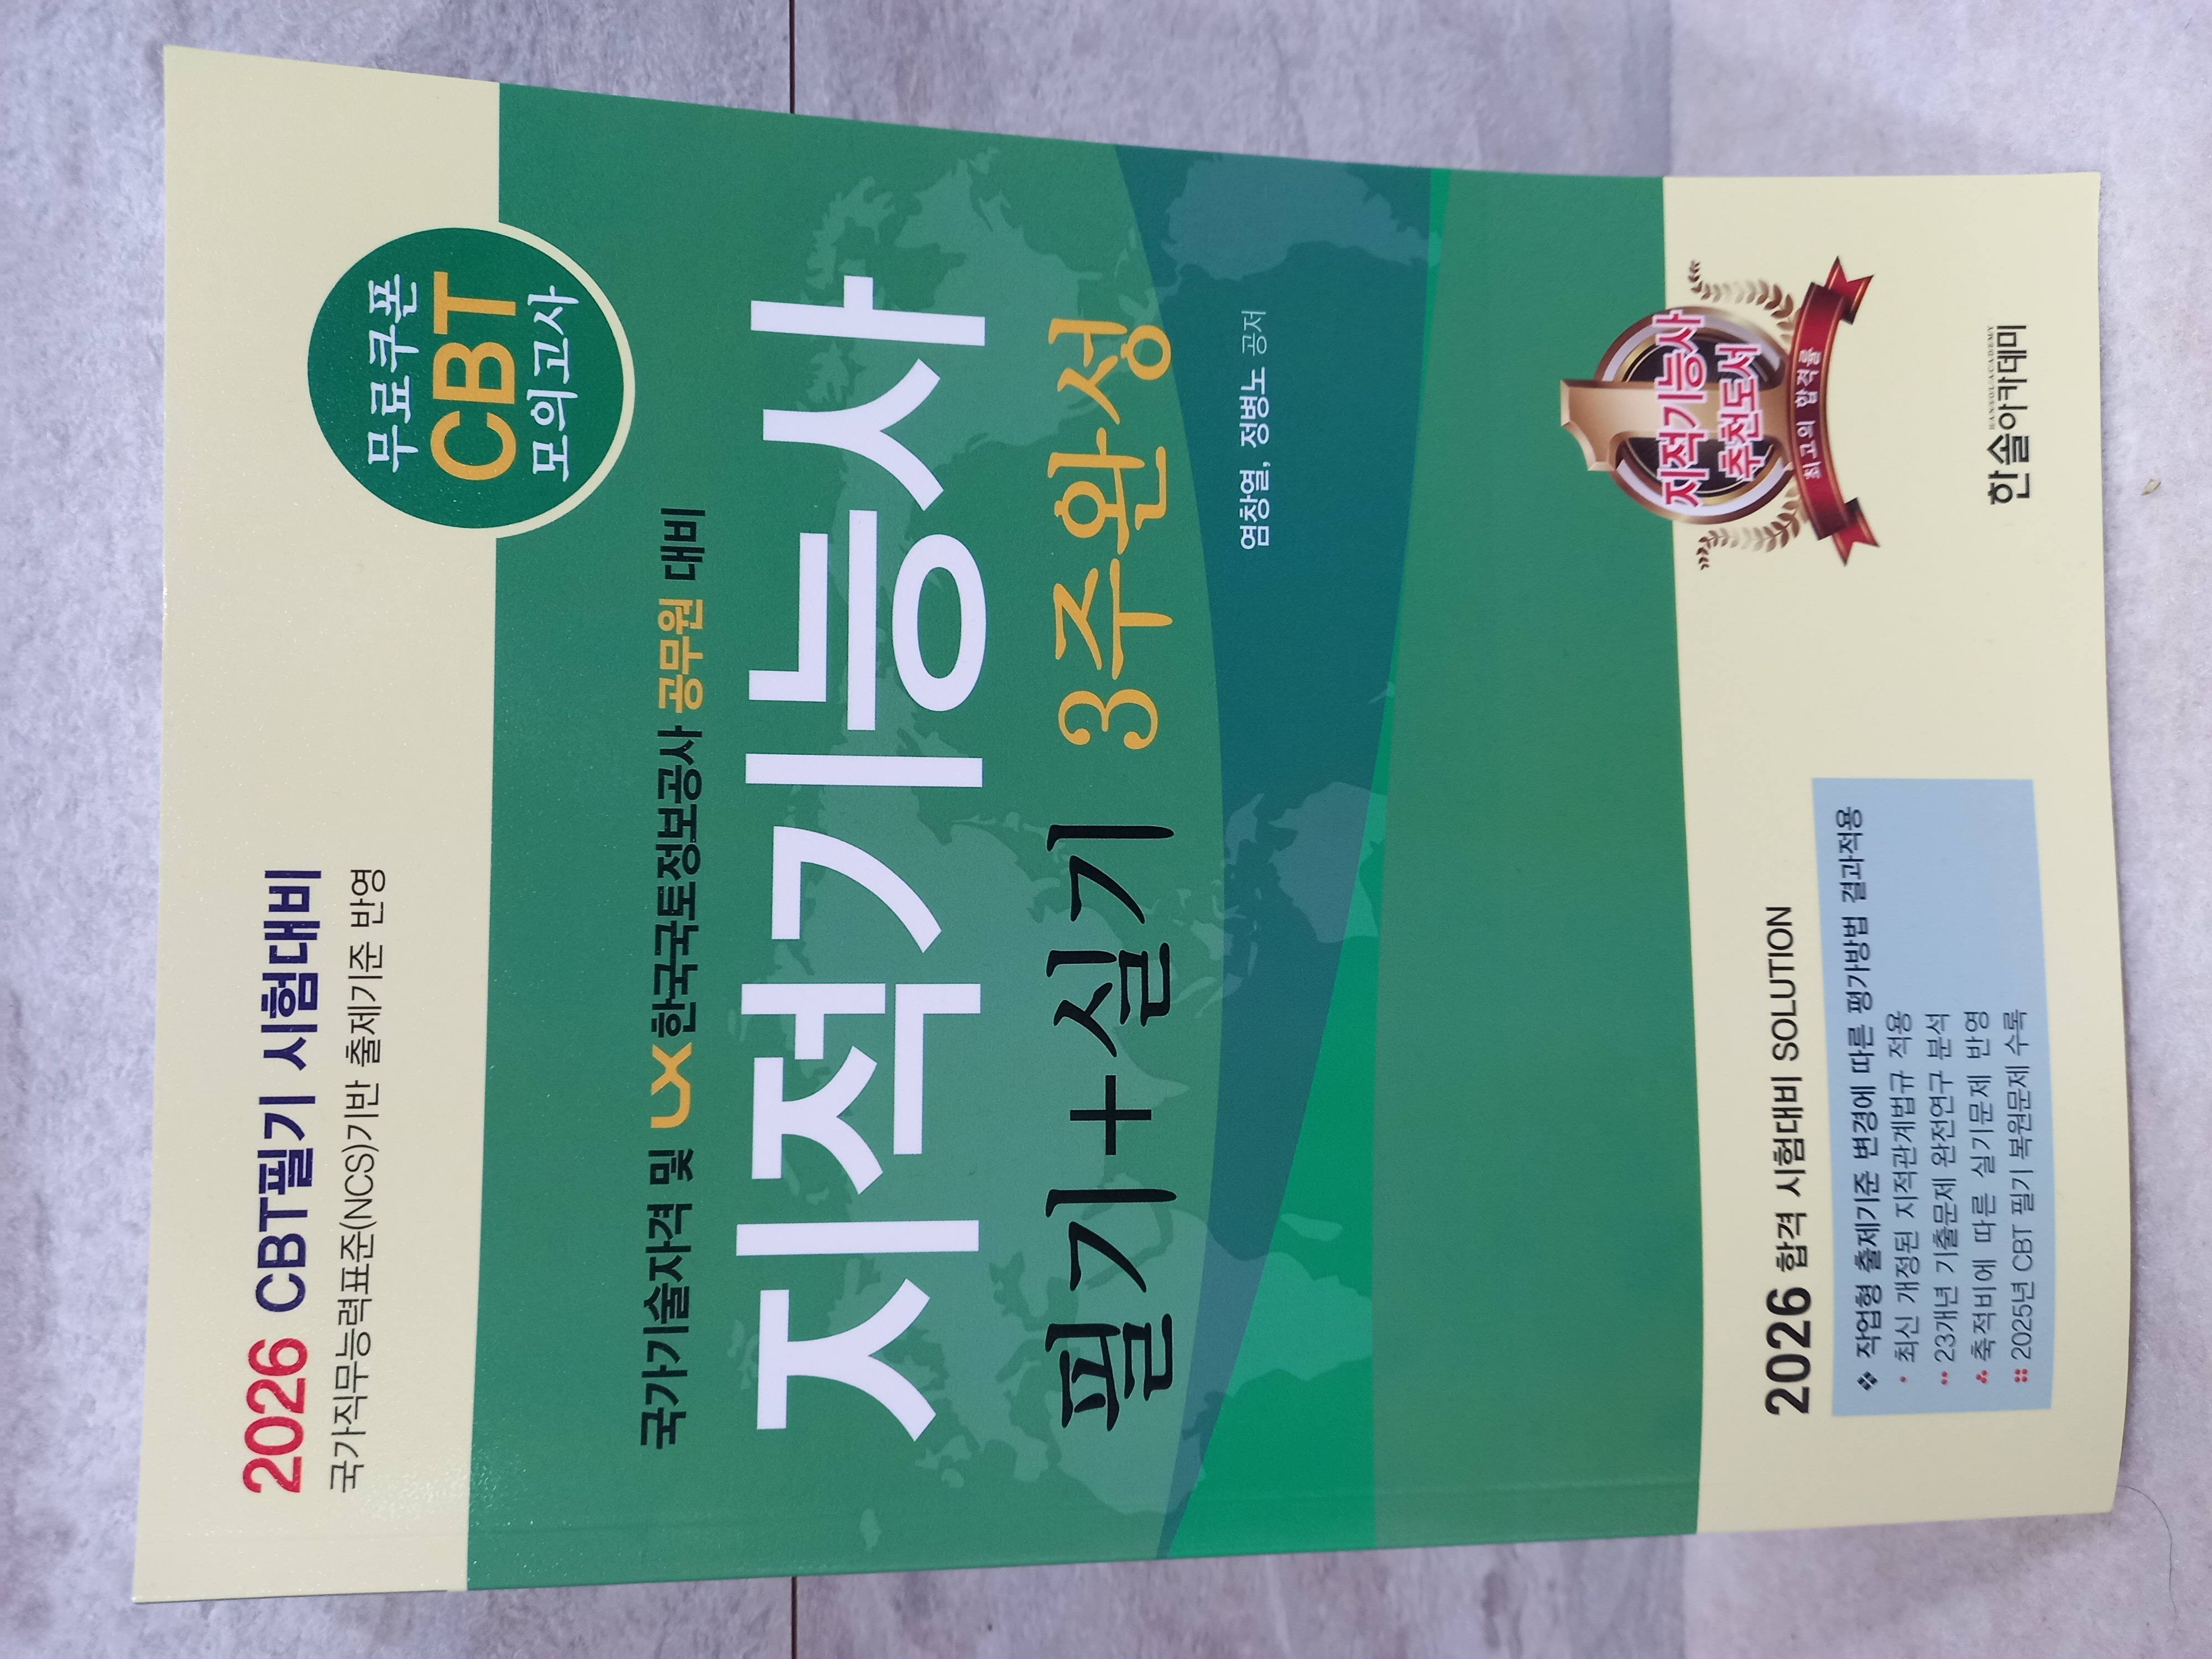 2026 CBT필기 시험대비
국가직무능력표준(NCS)기반 출제기준 반영
무료쿠폰
CBT
모의고사
국가기술자격 및 LX한국국토정보공사 공무원 대비
지적기능사
필기+실기 3주완성
염창열, 정병노 공저
1
지적기능사
추천도서
최고의 합격률
2026 합격 시험대비 SOLUTION
작업형 출제기준 변경에 따른 평가방법 결과적용
최신 개정된 지적관계법규 적용
23개년 기출문제 완전연구 분석
축적비에 따른 실기문제 반영
2025년 CBT 필기 복원문제 수록
HANSOL ACADEMY
한솔아카데미